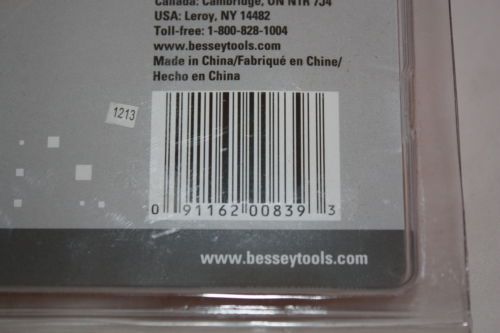 Canada: Cambridge, ON N1R 7J4
USA: Leroy, NY 14482
Toll-free: 1-800-828-1004
www.besseytools.com
Made in China/Fabriqué en Chine/
Hecho en China
1213
0 91162 00839 3
www.besseytools.com